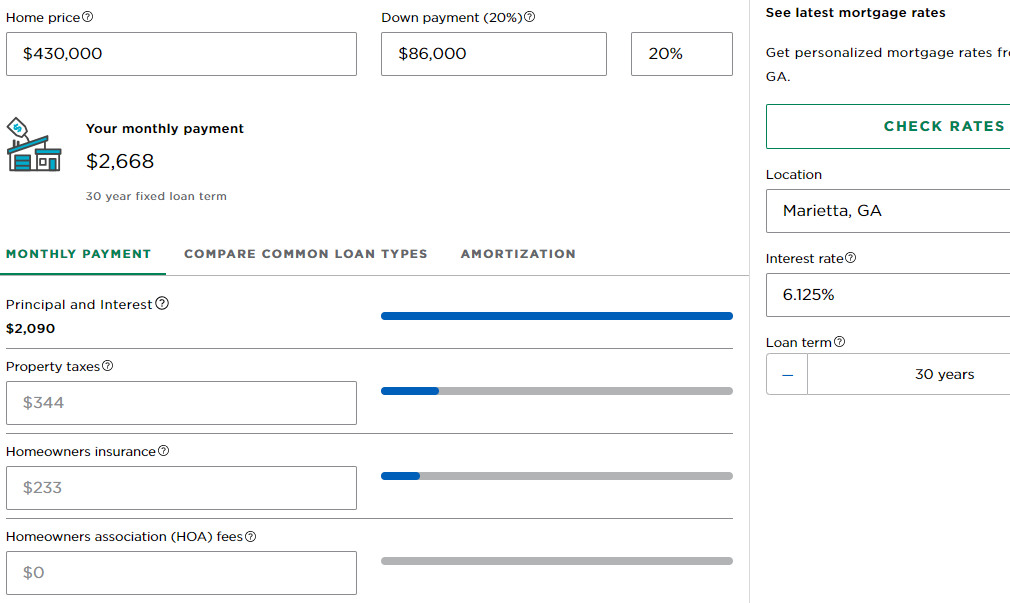 Home price
$430,000
Down payment (20%)
$86,000
20%
$
Your monthly payment
$2,668
30 year fixed loan term
MONTHLY PAYMENT
COMPARE COMMON LOAN TYPES
AMORTIZATION
Principal and Interest
$2,090
Property taxes
$344
Homeowners insurance
$233
Homeowners association (HOA) fees
$0
See latest mortgage rates
Get personalized mortgage rates
GA.
CHECK RATES
Location
Marietta, GA
Interest rate
6.125%
Loan term
–
30 years